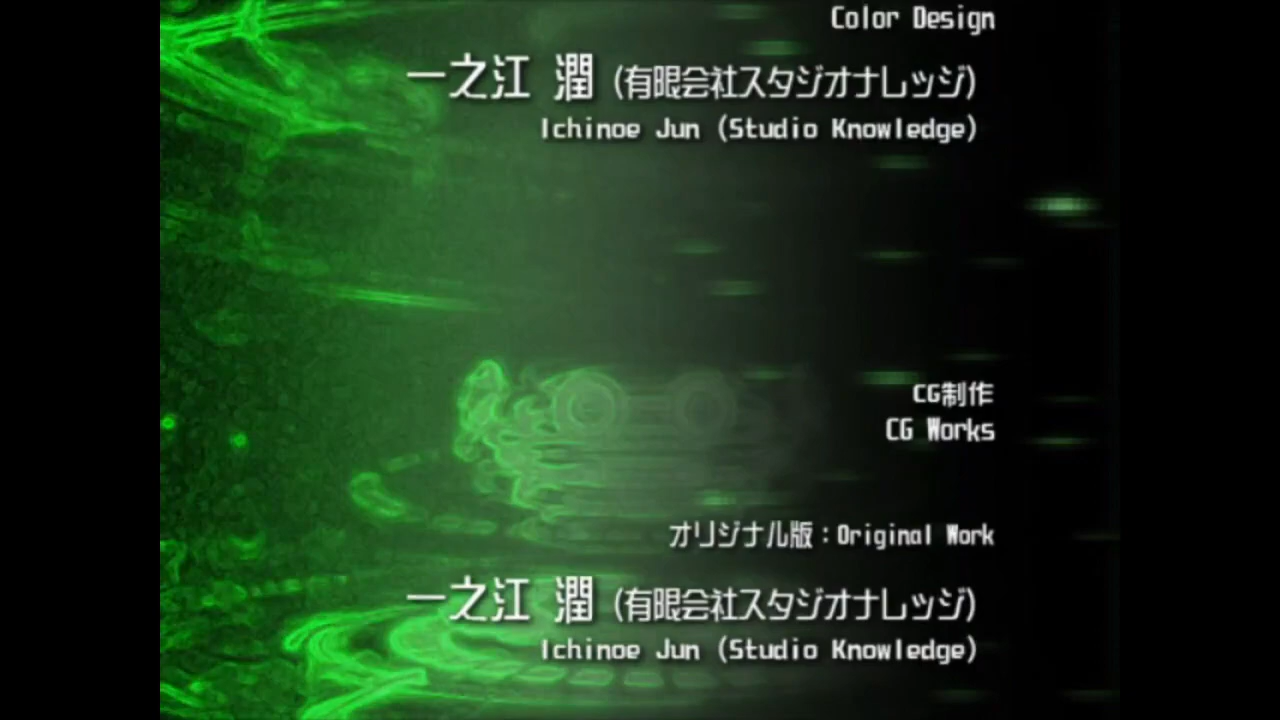 Color Design
一之江 潤 (有限会社スタジオナレッジ)
Ichinoe Jun (Studio Knowledge)
CG制作
CG Works
オリジナル版：Original Work
一之江 潤 (有限会社スタジオナレッジ)
Ichinoe Jun (Studio Knowledge)